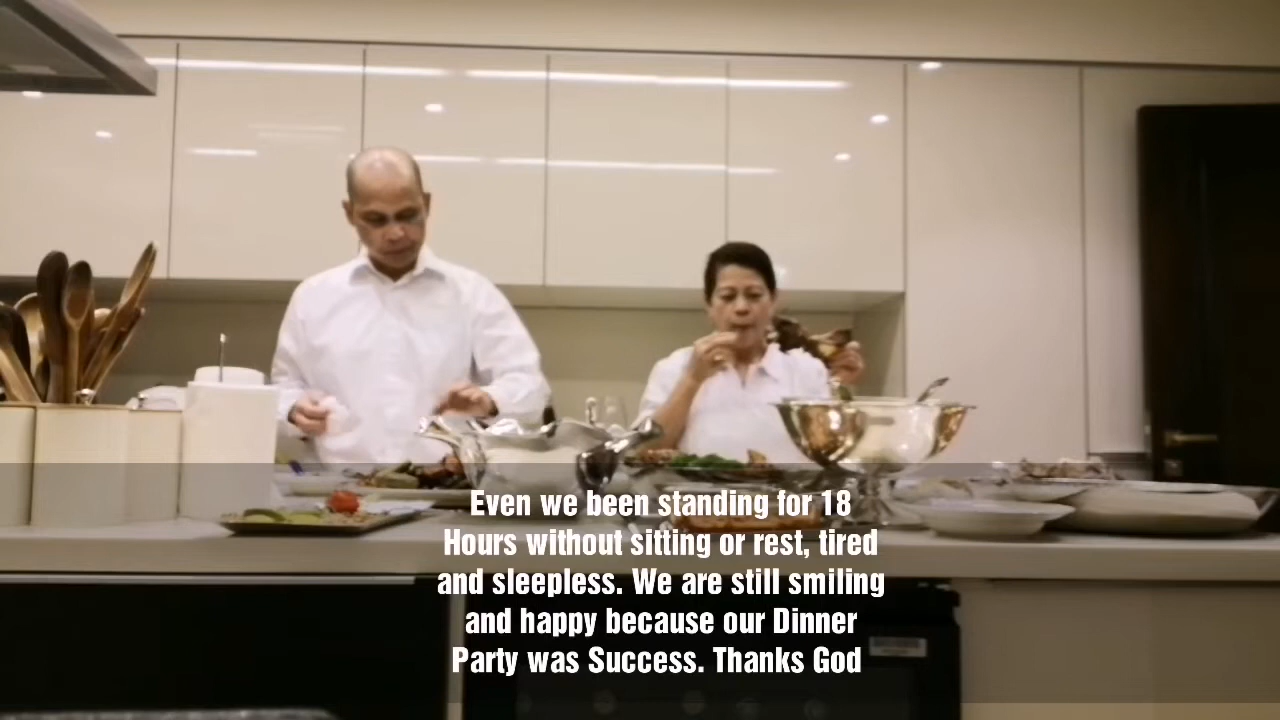 Even we been standing for 18
Hours without sitting or rest, tired
and sleepless. We are still smiling
and happy because our Dinner
Party was Success. Thanks God